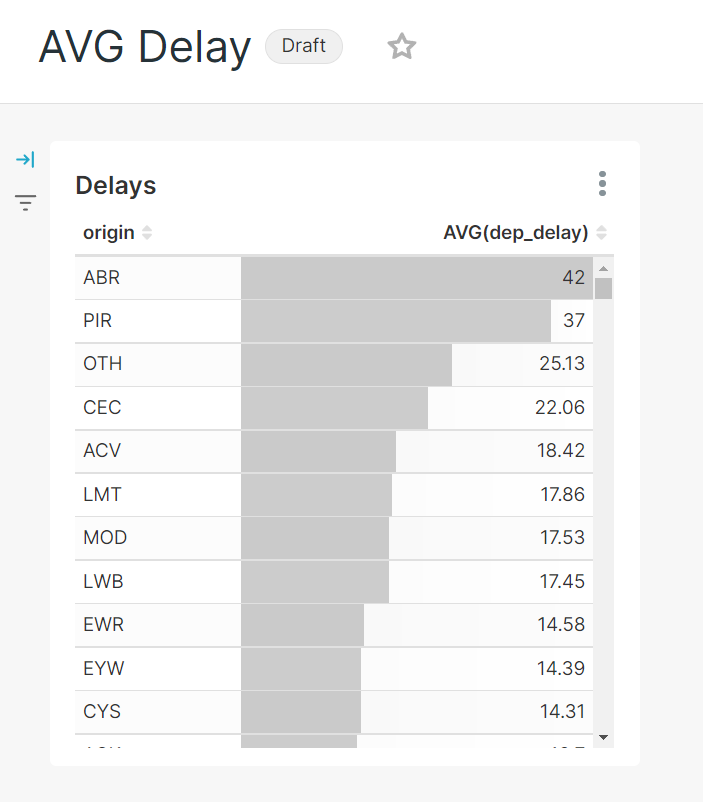 AVG Delay Draft
Delays
origin AVG(dep_delay)
ABR 42
PIR 37
OTH 25.13
CEC 22.06
ACV 18.42
LMT 17.86
MOD 17.53
LWB 17.45
EWR 14.58
EYW 14.39
CYS 14.31